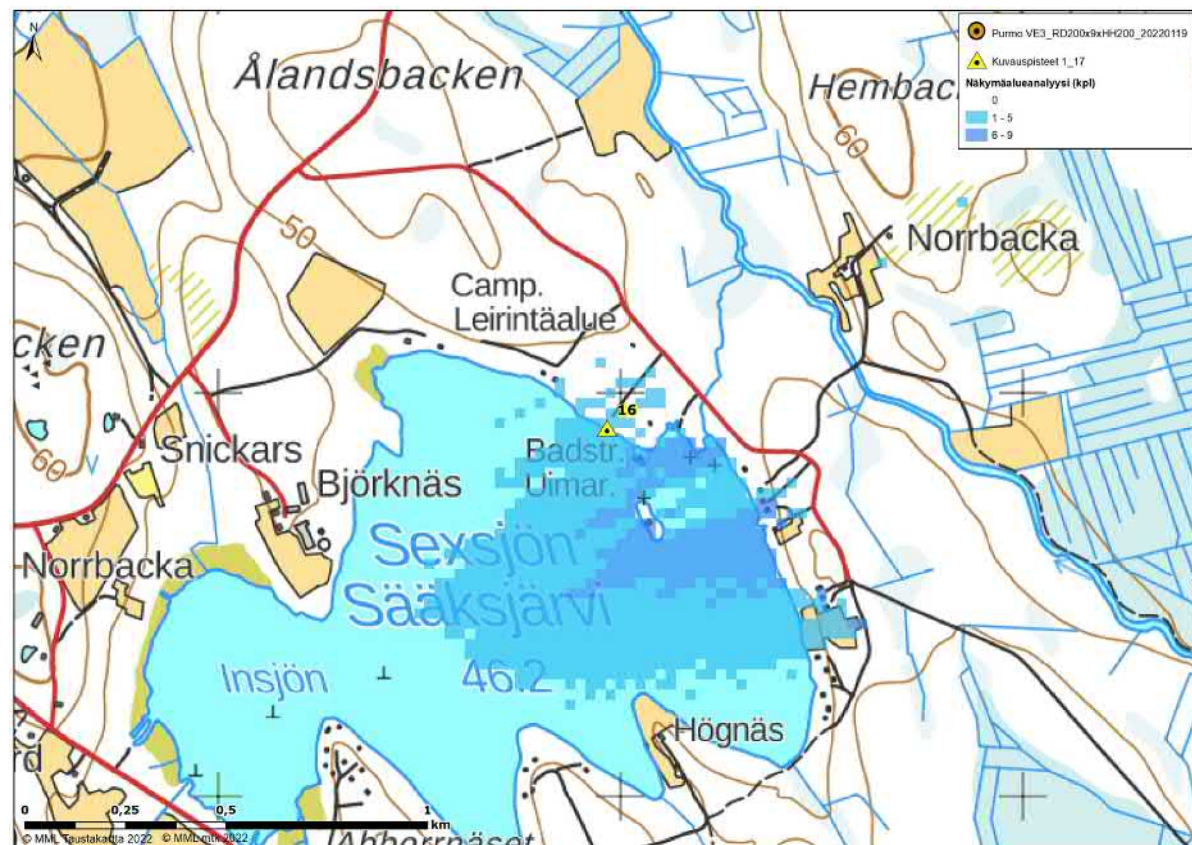 N
Purmo VE3_RD200x9xHH200_20220119
Kuvauspisteet 1_17
Näkymäalueanalyysi (kpl)
0
1 - 5
6 - 9
Ålandsbacken
Hembac
60
50
Norrbacka
Camp.
Leirintäalue
cken
16
Snickars
Badstr.
Uimar.
60
Björknäs
Sexsjön
Norrbacka
Sääksjärvi
Insjön
46.2
Högnäs
rd
0
0,25
0,5
1
km
Abborrnäset
© MML Taustakartta 2022 © MML mtk 2022